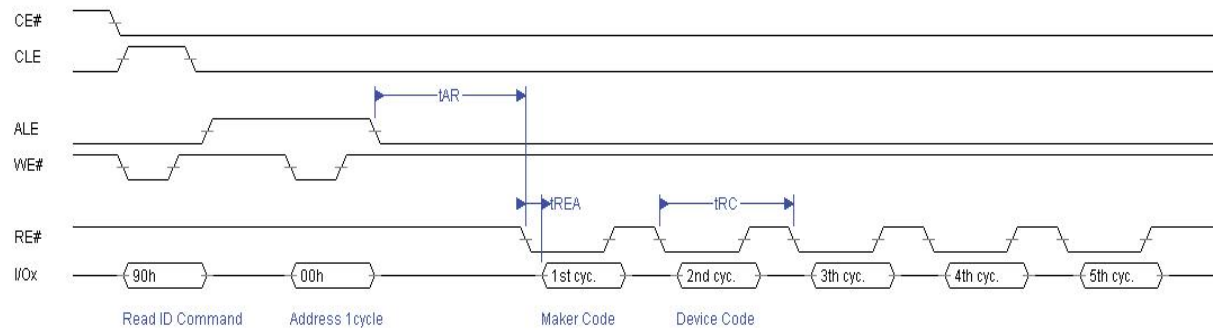 CE#
CLE
tAR
ALE
WE#
tREA
tRC
RE#
I/Ox
90h
00h
1st cyc.
2nd cyc.
3th cyc.
4th cyc.
5th cyc.
Read ID Command
Address 1cycle
Maker Code
Device Code